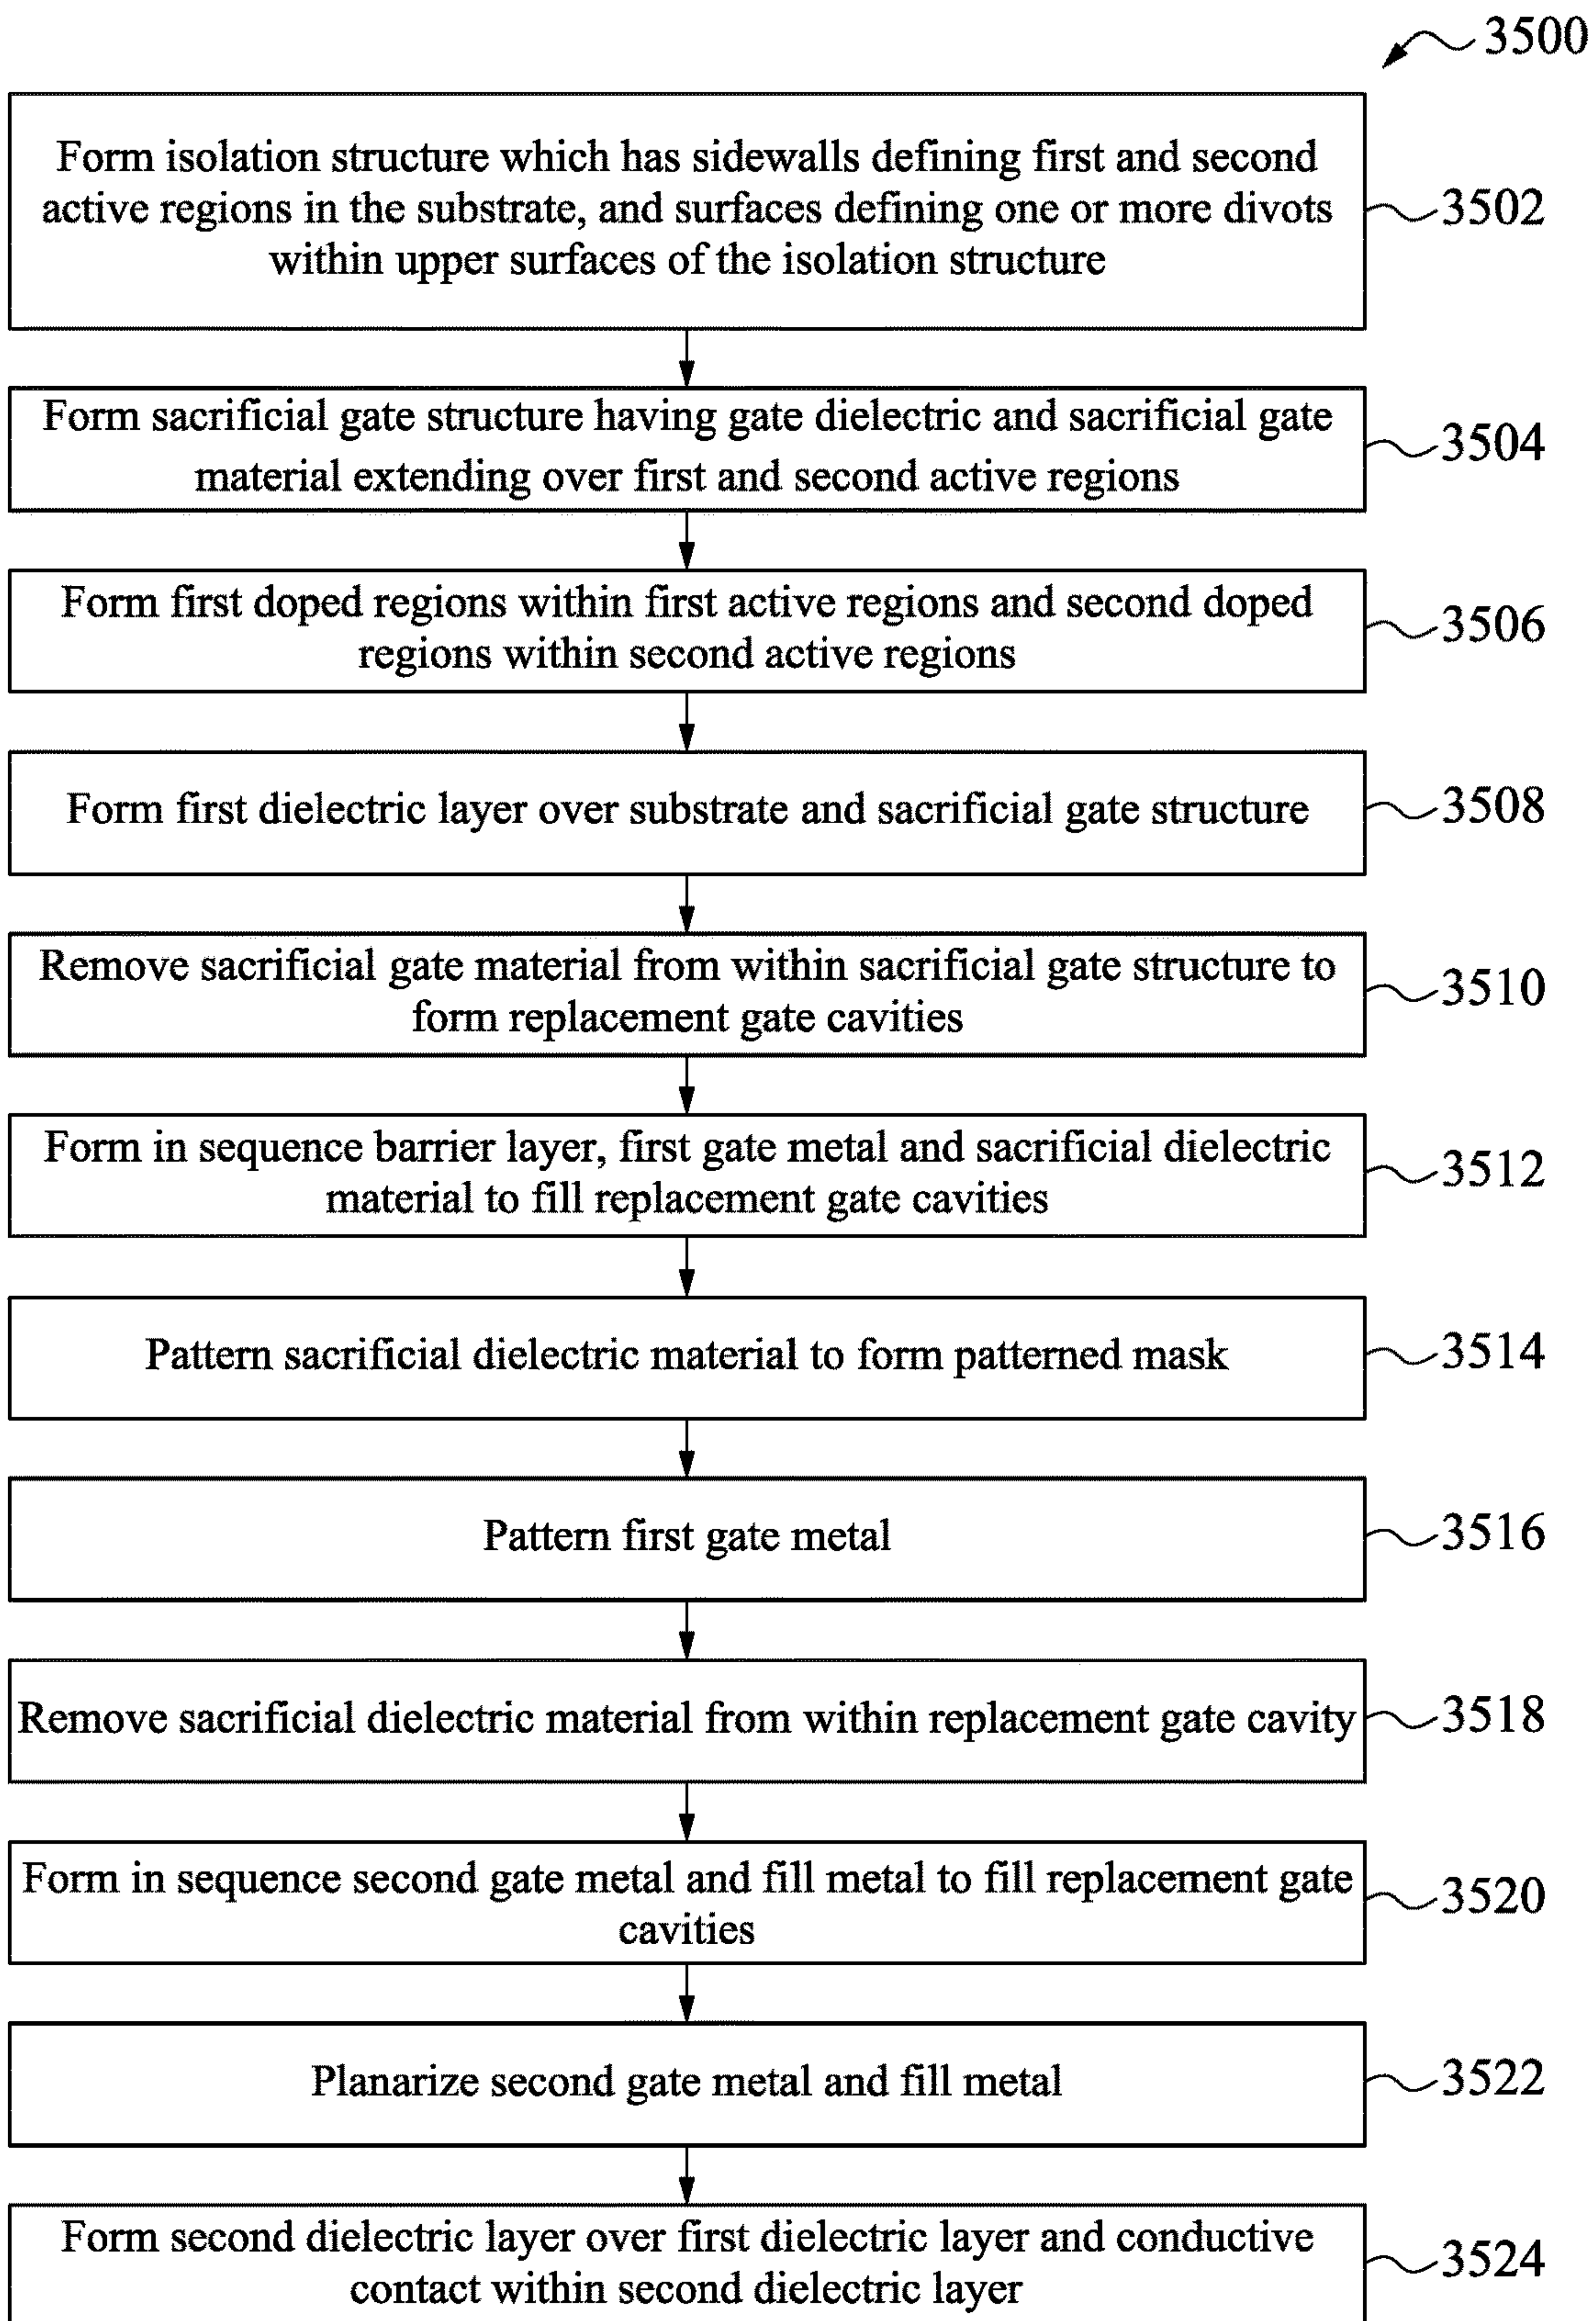 3500
Form isolation structure which has sidewalls defining first and second
active regions in the substrate, and surfaces defining one or more divots
within upper surfaces of the isolation structure
3502
Form sacrificial gate structure having gate dielectric and sacrificial gate
material extending over first and second active regions
3504
Form first doped regions within first active regions and second doped
regions within second active regions
3506
Form first dielectric layer over substrate and sacrificial gate structure
3508
Remove sacrificial gate material from within sacrificial gate structure to
form replacement gate cavities
3510
Form in sequence barrier layer, first gate metal and sacrificial dielectric
material to fill replacement gate cavities
3512
Pattern sacrificial dielectric material to form patterned mask
3514
Pattern first gate metal
3516
Remove sacrificial dielectric material from within replacement gate cavity
3518
Form in sequence second gate metal and fill metal to fill replacement gate
cavities
3520
Planarize second gate metal and fill metal
3522
Form second dielectric layer over first dielectric layer and conductive
contact within second dielectric layer
3524